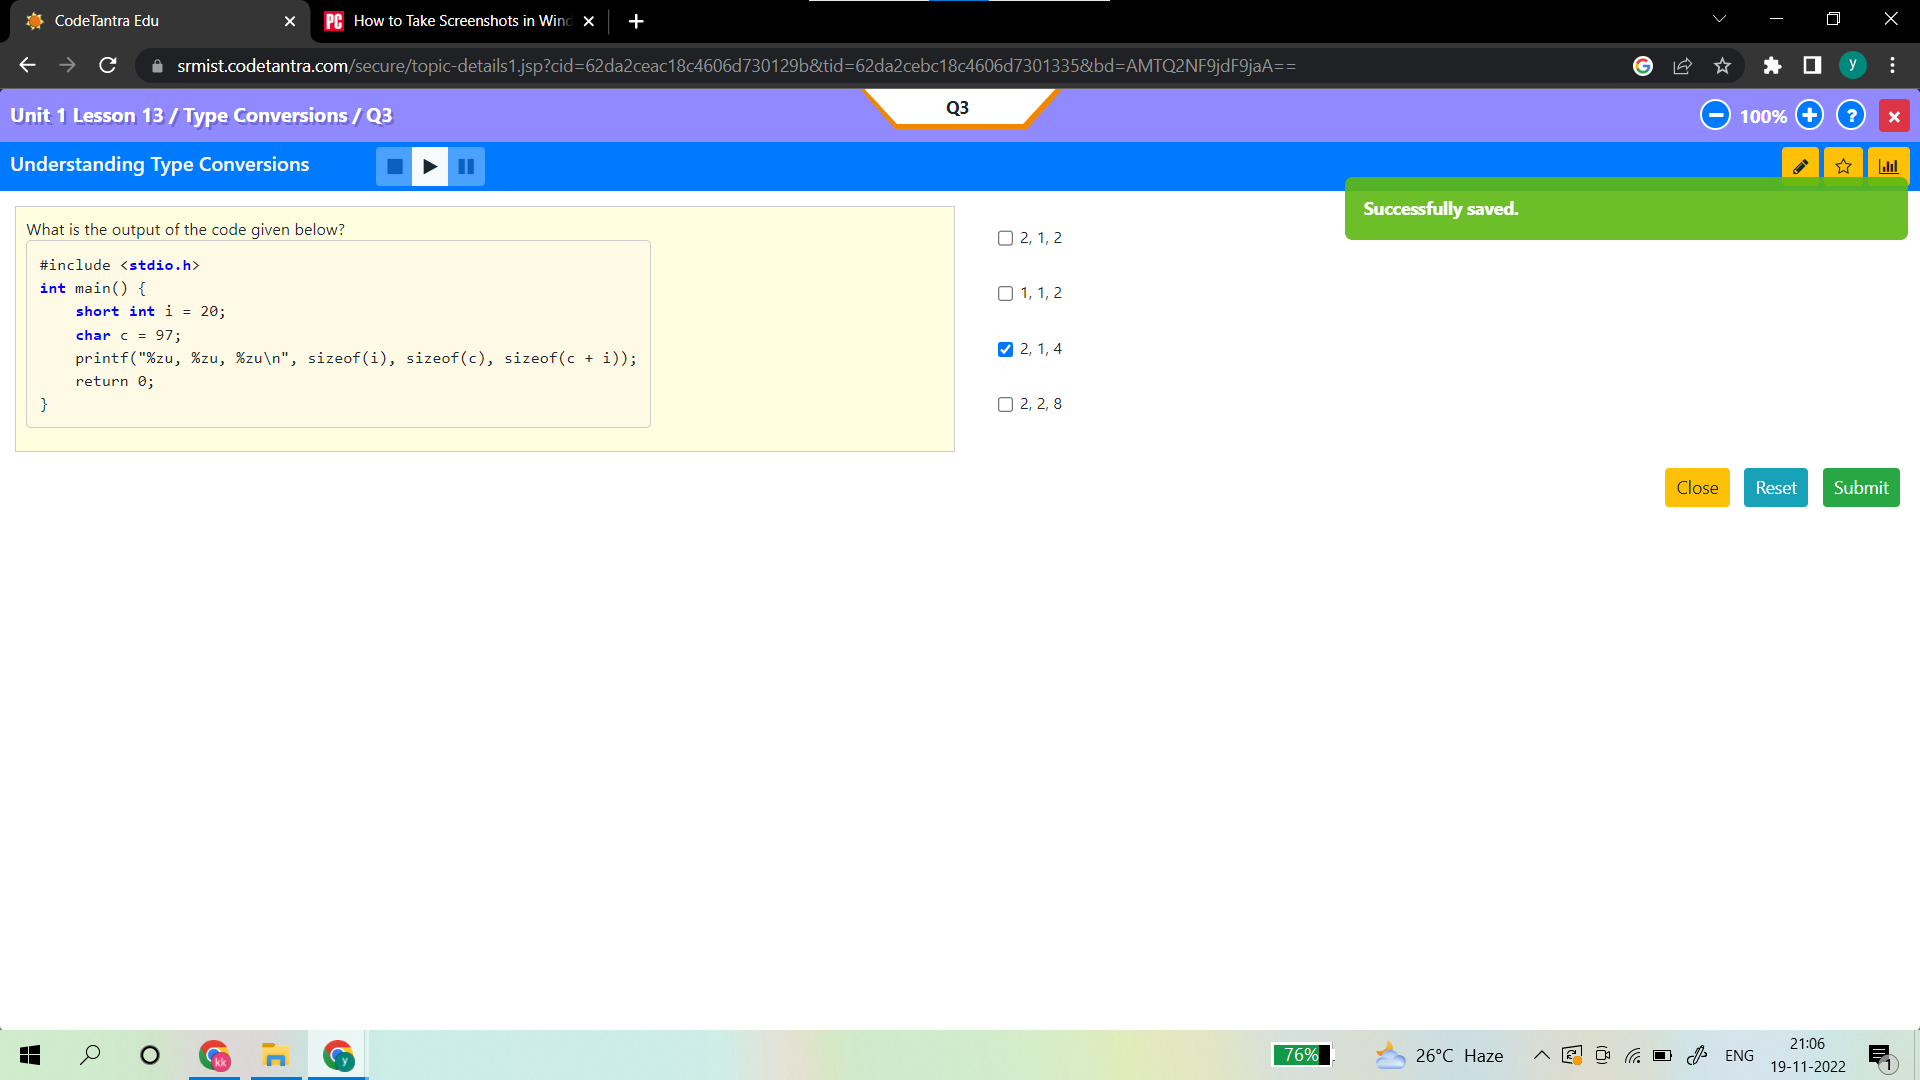 CodeTantra Edu
How to Take Screenshots in Wind
srmist.codetantra.com/secure/topic-details1.jsp?cid=62da2ceac18c4606d730129b&tid=62da2cebc18c4606d7301335&bd=AMTQ2NF9jdF9jaA==
y
Unit 1 Lesson 13 / Type Conversions / Q3
Q3
100%
?
Understanding Type Conversions
Successfully saved.
What is the output of the code given below?
#include <stdio.h>
int main() {
    short int i = 20;
    char c = 97;
    printf("%zu, %zu, %zu\n", sizeof(i), sizeof(c), sizeof(c + i));
    return 0;
}
2, 1, 2
1, 1, 2
2, 1, 4
2, 2, 8
Close
Reset
Submit
kk
y
76%
26°C Haze
ENG
21:06
19-11-2022
1
PC